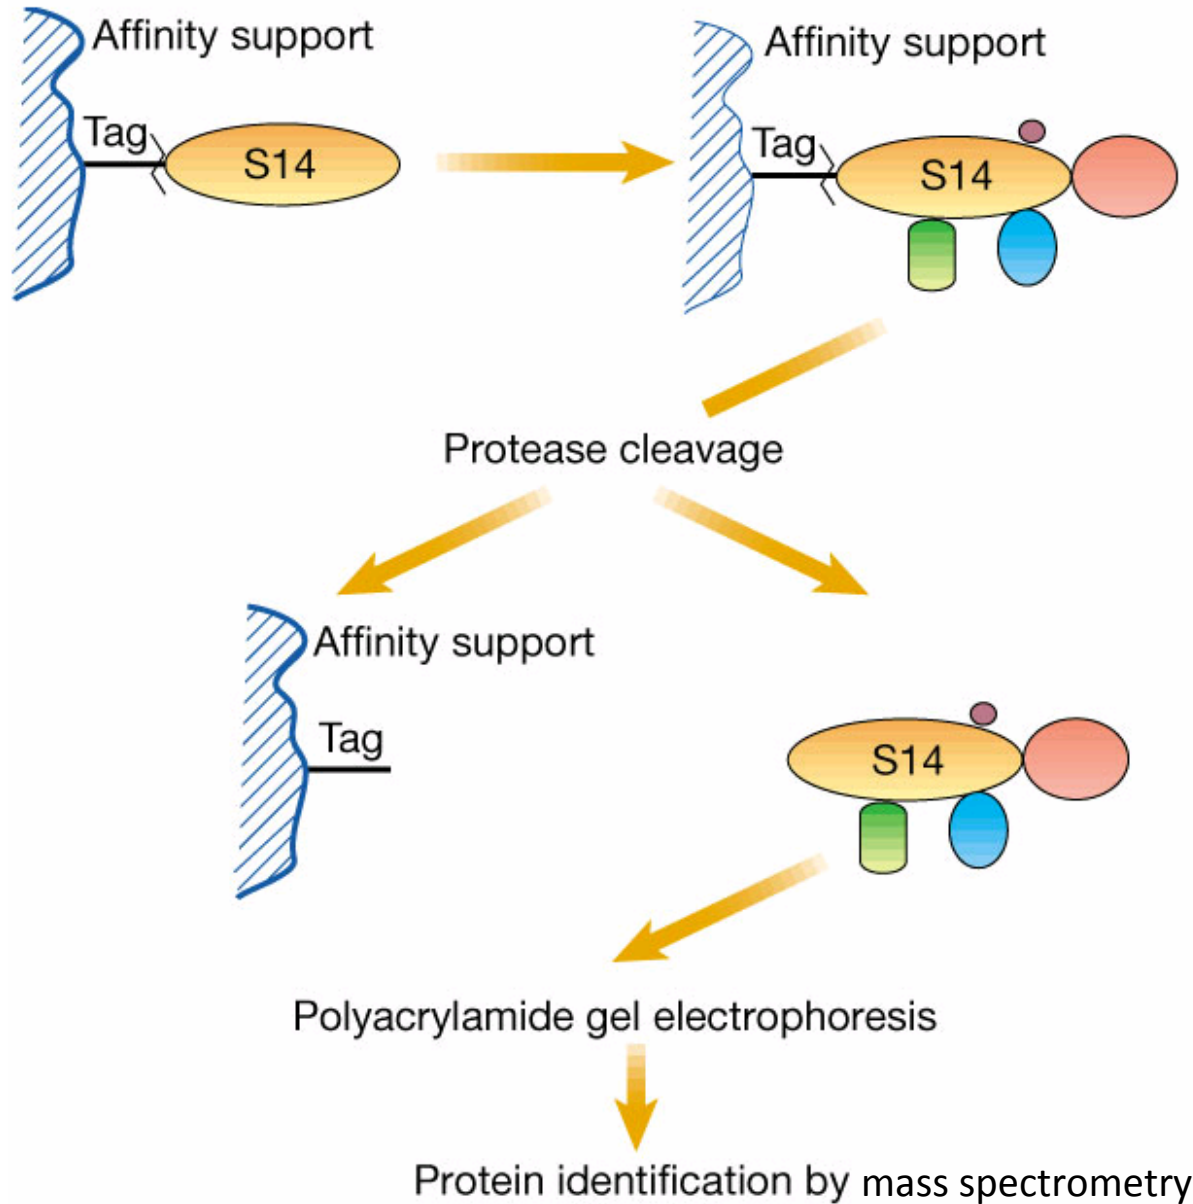 Affinity support
Affinity support
Tag
S14
Tag
S14
Protease cleavage
Affinity support
Tag
S14
Polyacrylamide gel electrophoresis
Protein identification by mass spectrometry